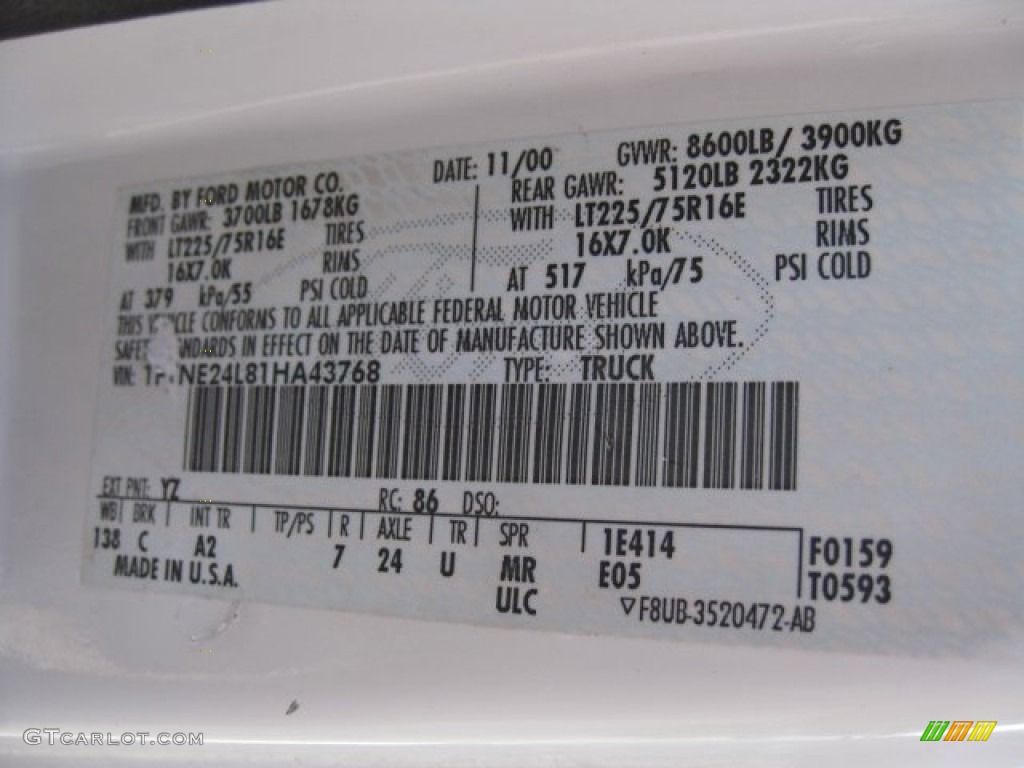 MFD. BY FORD MOTOR CO. DATE: 11/00 GVWR: 8600LB/ 3900KG
FRONT GAWR: 3700LB 1678KG REAR GAWR: 5120LB 2322KG
WITH LT225/75R16E TIRES WITH LT225/75R16E TIRES
16X7.0K RIMS 16X7.0K RIMS
AT 379 kPa/55 PSI COLD AT 517 kPa/75 PSI COLD
THIS VEHICLE CONFORMS TO ALL APPLICABLE FEDERAL MOTOR VEHICLE
SAFETY STANDARDS IN EFFECT ON THE DATE OF MANUFACTURE SHOWN ABOVE.
VIN: TYPE: TRUCK
EXT PNT: YZ RC: 86 DSO:
WB BRK INT TR TP/PS R AXLE TR SPR
138 C A2 7 24 U MR 1E414 F0159
ULC E05 T0593
MADE IN U.S.A.
F8UB-3520472-AB
GTCARLOT.COM